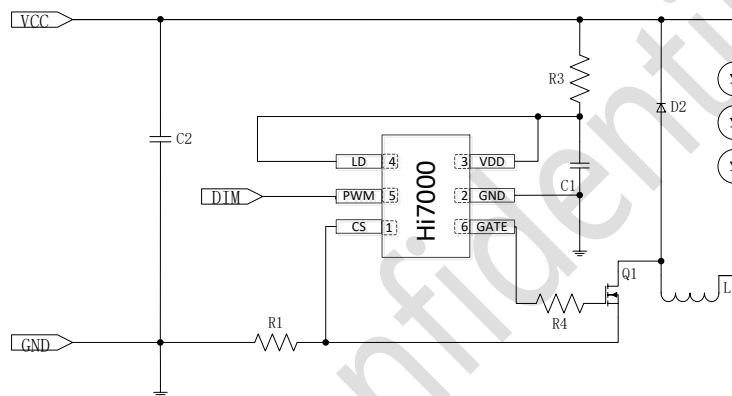 VCC
R3
D2
C2
LD 4
3 VDD
C1
DIM
PWM 5
2 GND
Hi7000
CS 1
6 GATE
Q1
L
R4
R1
GND